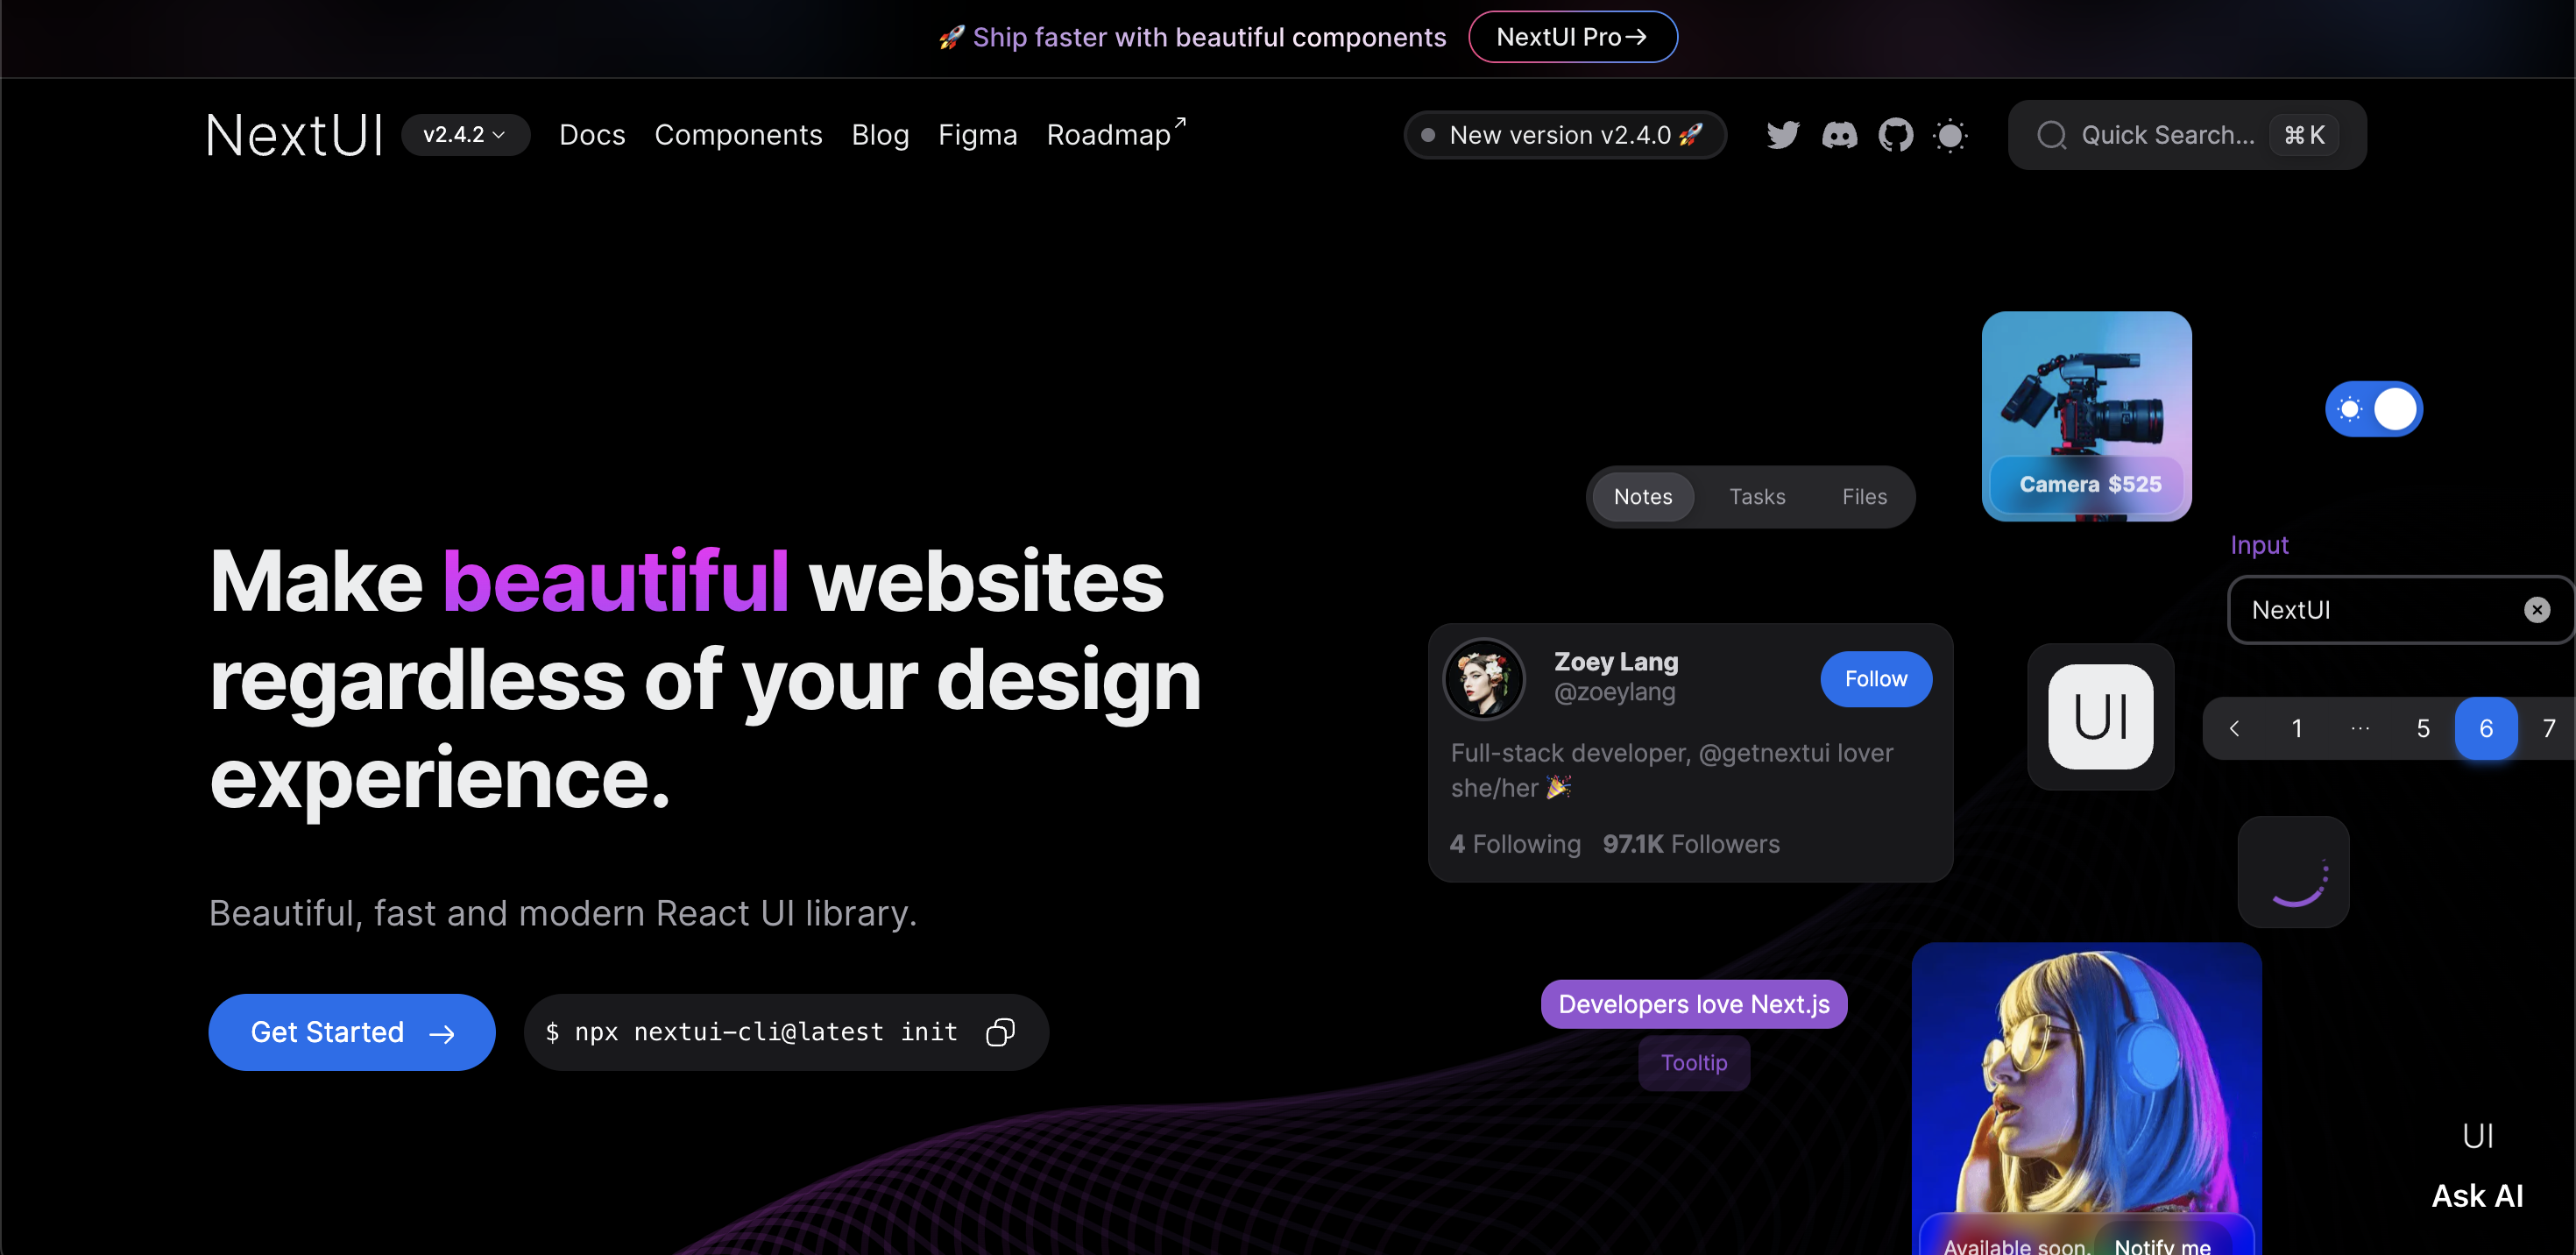 🚀 Ship faster with beautiful components NextUI Pro→
NextUI v2.4.2 Docs Components Blog Figma Roadmap New version v2.4.0 🚀 Quick Search... ⌘K
Make beautiful websites
regardless of your design
experience.
Beautiful, fast and modern React UI library.
Get Started →
$ npx nextui-cli@latest init
Camera $525
Notes Tasks Files
Input
NextUI
Zoey Lang
@zoeylang
Follow
Full-stack developer, @getnextui lover
she/her 🎉
4 Following 97.1K Followers
UI
1 ... 5 6 7
Developers love Next.js
Tooltip
Available soon. Notify me
UI
Ask AI